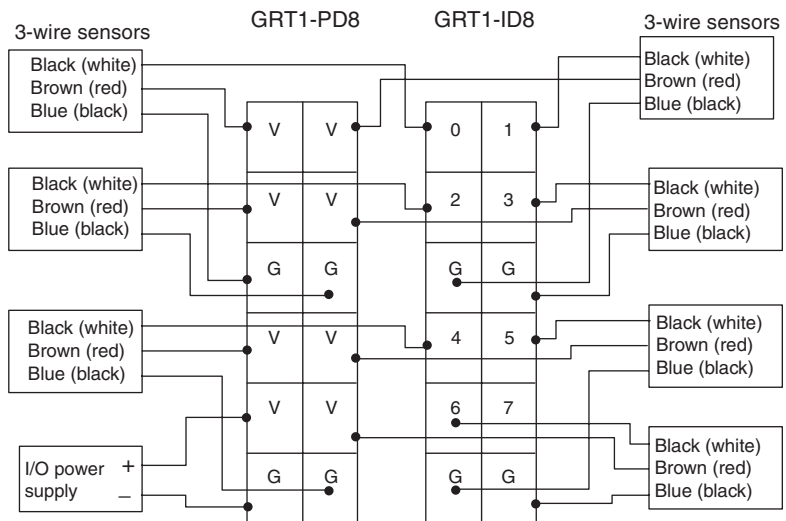 GRT1-PD8 GRT1-ID8
3-wire sensors 3-wire sensors
Black (white)
Brown (red)
Blue (black)
Black (white)
Brown (red)
Blue (black)
V V 0 1
Black (white)
Brown (red)
Blue (black)
V V 2 3
Black (white)
Brown (red)
Blue (black)
G G G G
Black (white)
Brown (red)
Blue (black)
V V 4 5
Black (white)
Brown (red)
Blue (black)
V V 6 7
I/O power +
supply –
G G G G
Black (white)
Brown (red)
Blue (black)